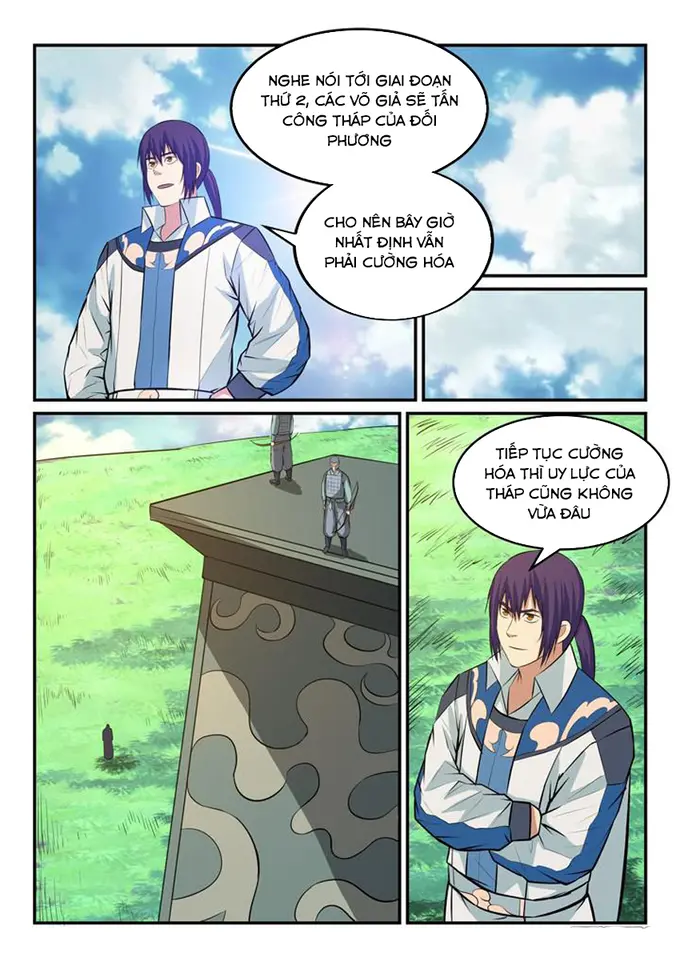 NGHE NÓI TỚI GIAI ĐOẠN
THỨ 2, CÁC VÕ GIẢ SẼ TẤN
CÔNG THÁP CỦA ĐỐI
PHƯƠNG
CHO NÊN BÂY GIỜ
NHẤT ĐỊNH VẪN
PHẢI CƯỜNG HÓA
TIẾP TỤC CƯỜNG
HÓA THÌ UY LỰC CỦA
THÁP CŨNG KHÔNG
VỪA ĐÂU